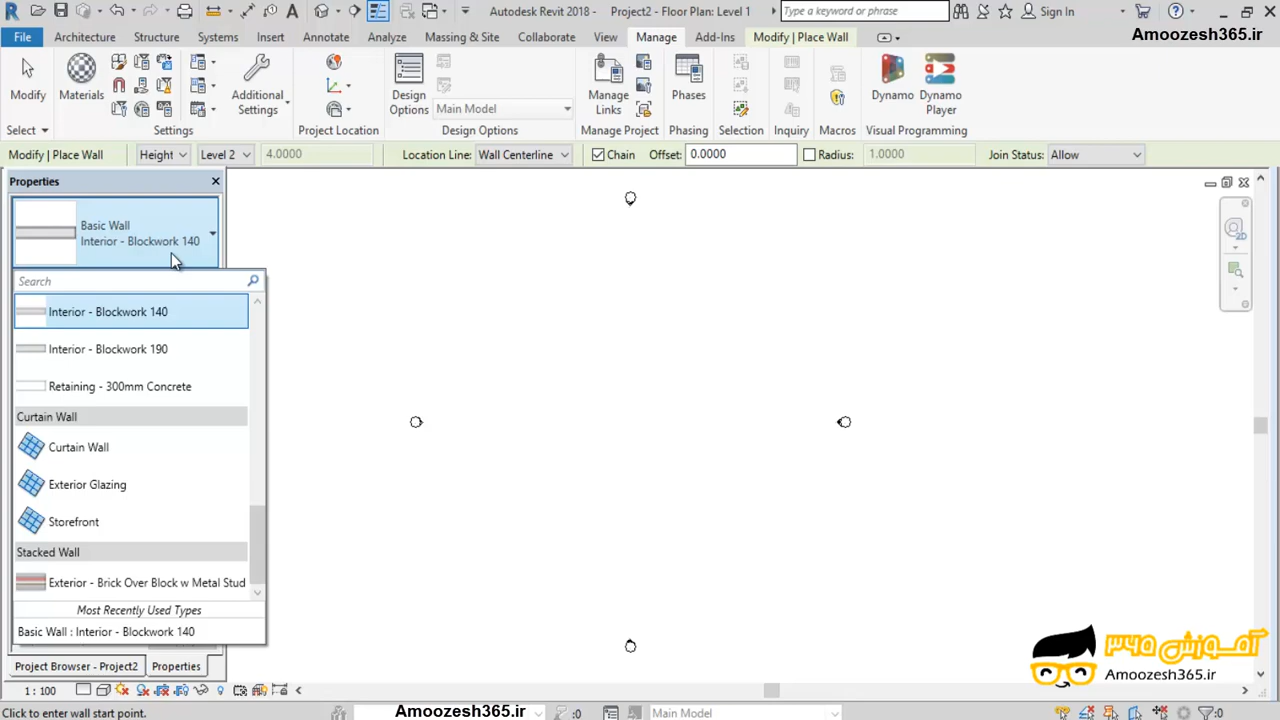 Autodesk Revit 2018 - Project2 - Floor Plan: Level 1
Type a keyword or phrase
Sign In
File Architecture Structure Systems Insert Annotate Analyze Massing & Site Collaborate View Manage Add-Ins Modify | Place Wall
Amoozesh365.ir
Modify
Materials
Additional Settings
Design Options
Main Model
Manage Links
Phases
Dynamo
Dynamo Player
Select
Settings
Project Location
Design Options
Manage Project
Phasing
Selection
Inquiry
Macros
Visual Programming
Modify | Place Wall Height Level 2 4.0000 Location Line: Wall Centerline Chain Offset: 0.0000 Radius: 1.0000 Join Status: Allow
Properties
Basic Wall
Interior - Blockwork 140
Search
Interior - Blockwork 140
Interior - Blockwork 190
Retaining - 300mm Concrete
Curtain Wall
Curtain Wall
Exterior Glazing
Storefront
Stacked Wall
Exterior - Brick Over Block w Metal Stud
Most Recently Used Types
Basic Wall : Interior - Blockwork 140
Project Browser - Project2 Properties
2D
آمـوزش ۳۶۵
Amoozesh365.ir
1 : 100
Click to enter wall start point.
Amoozesh365.ir
:0
Main Model
:0